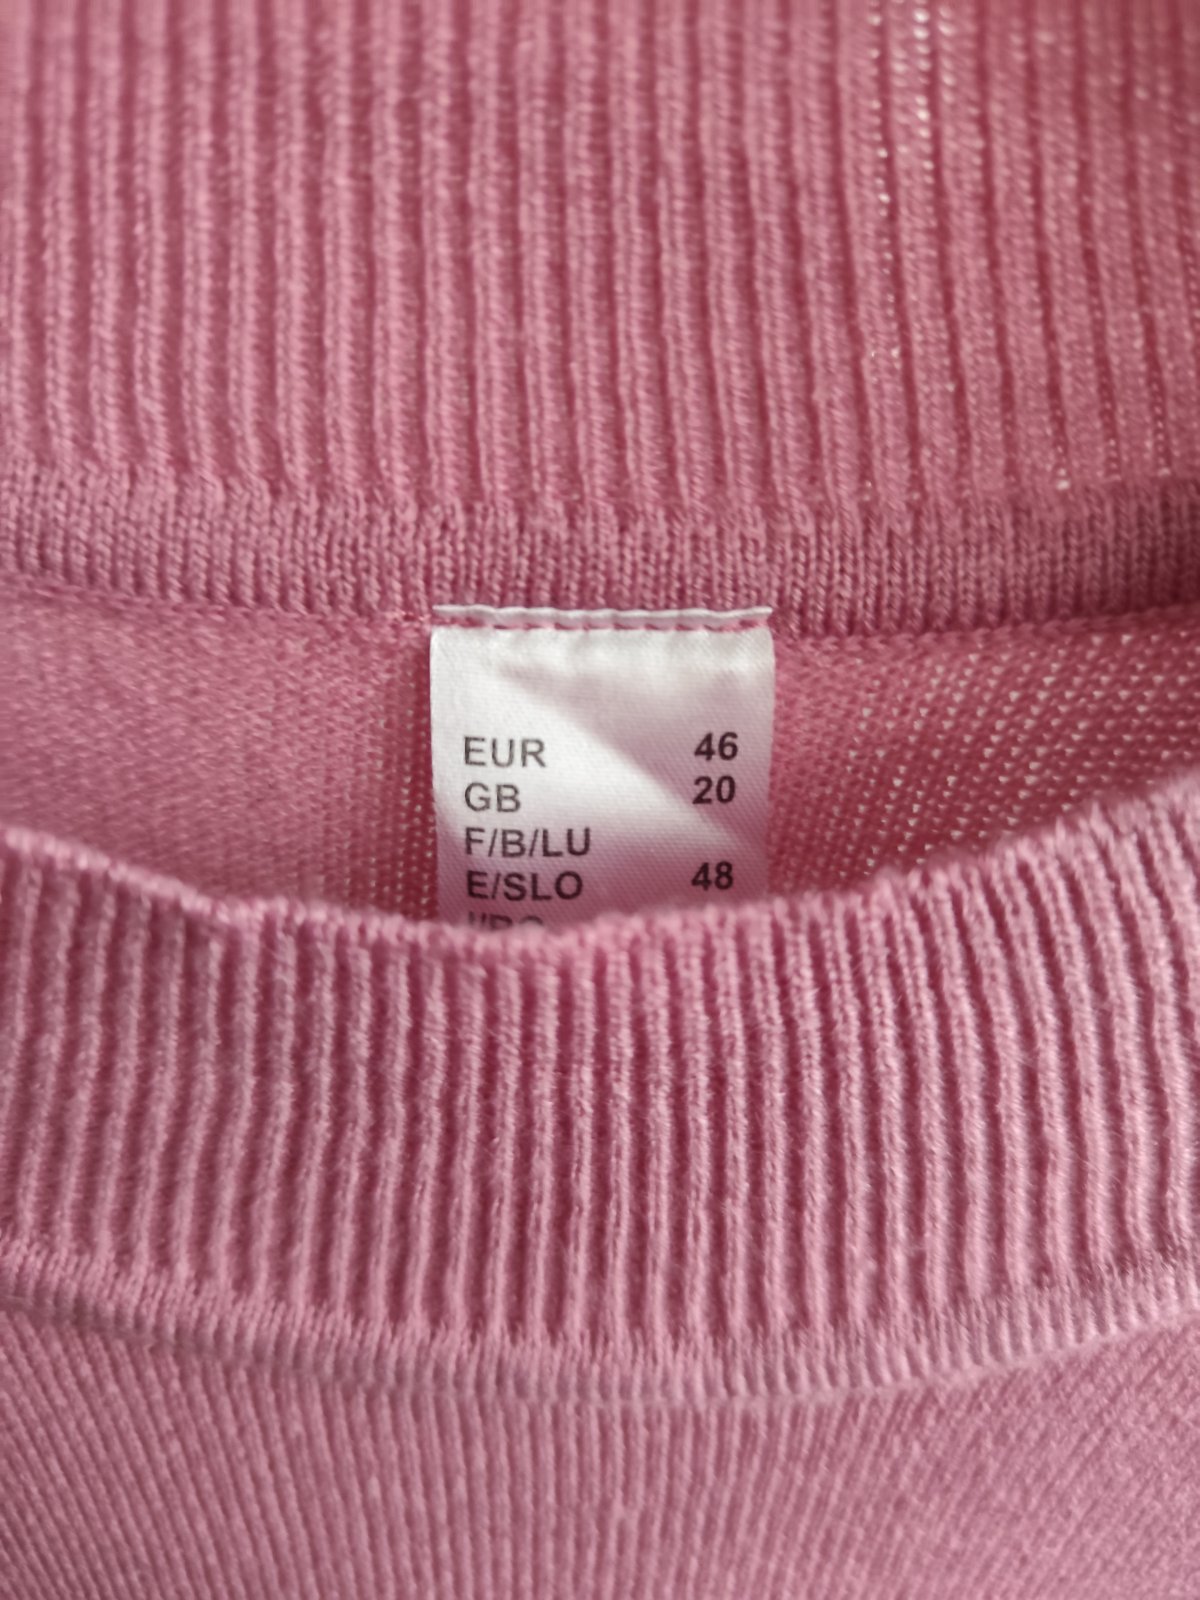 EUR 46
GB 20
F/B/LU
E/SLO 48